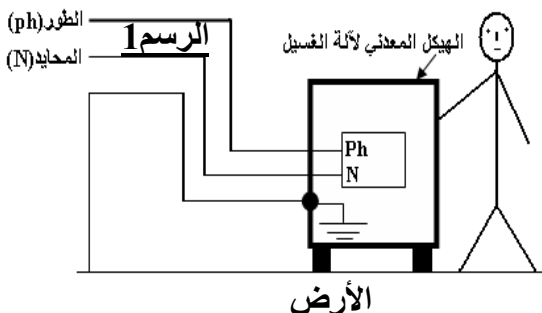 الطور(ph)
الرسم1
المحايد(N)
الهيكل المعدني لآلة الغسيل
Ph
N
الأرض